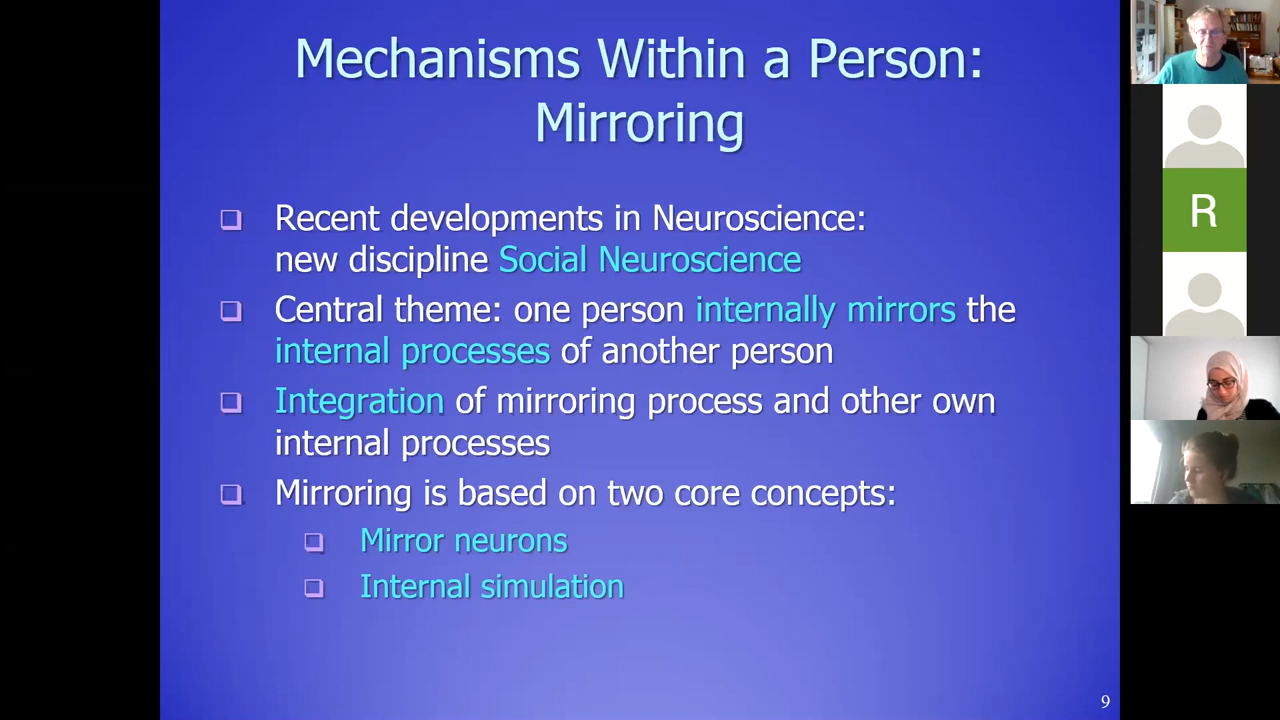 Mechanisms Within a Person:
Mirroring
Recent developments in Neuroscience:
new discipline Social Neuroscience
Central theme: one person internally mirrors the
internal processes of another person
Integration of mirroring process and other own
internal processes
Mirroring is based on two core concepts:
Mirror neurons
Internal simulation
9
R